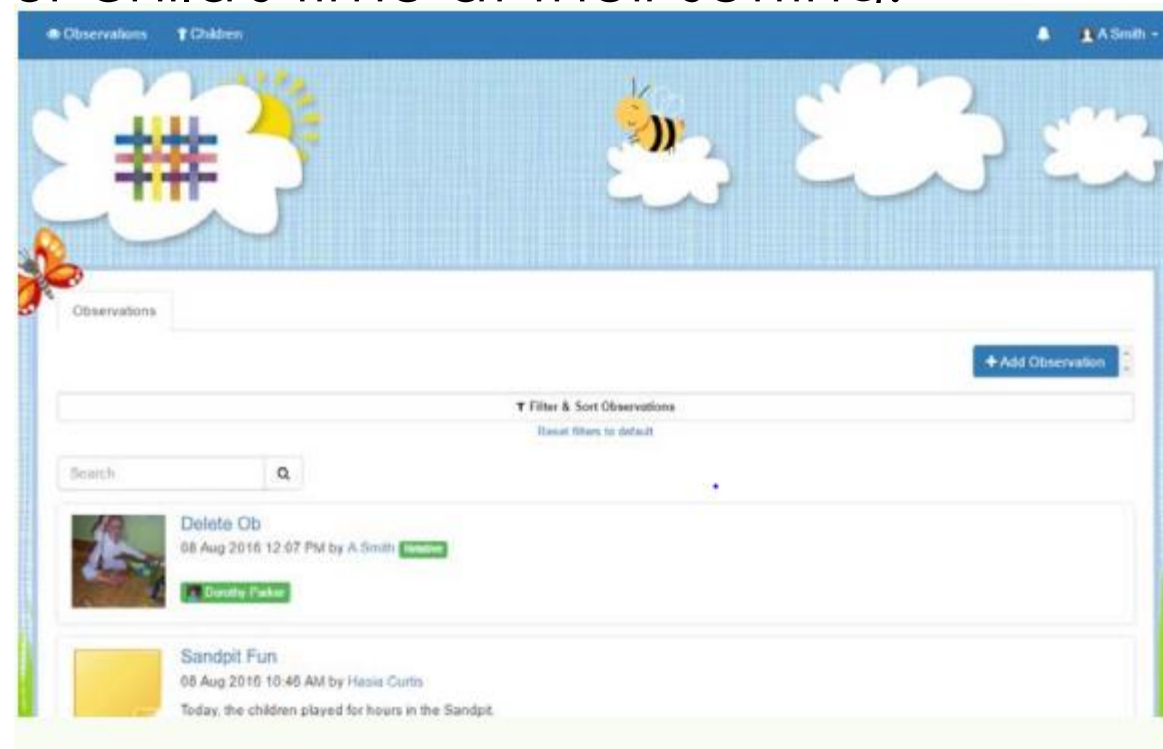 Observations Children A Smith
Observations
+ Add Observation
Filter & Sort Observations
Reset filters to default
Search
Delete Ob
08 Aug 2016 12:07 PM by A Smith Relative
Dorothy Parker
Sandpit Fun
08 Aug 2016 10:46 AM by Hasia Curtis
Today, the children played for hours in the Sandpit.